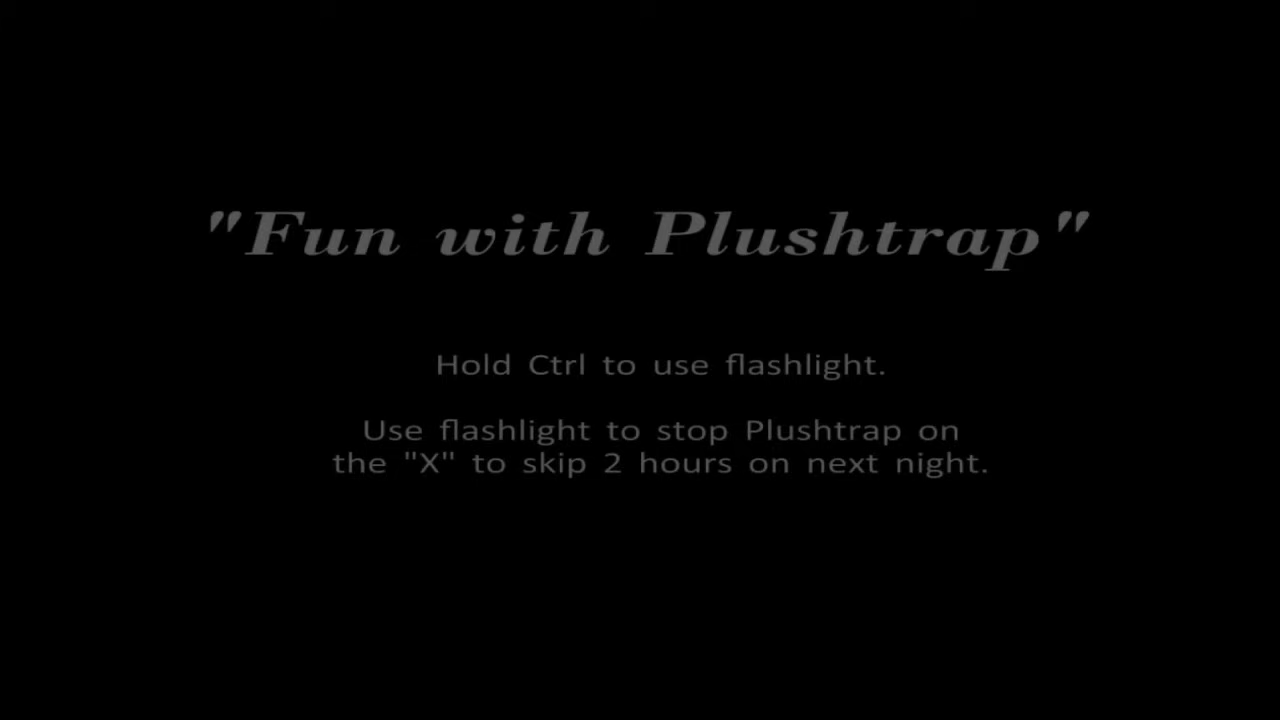 "Fun with Plushtrap"
Hold Ctrl to use flashlight.
Use flashlight to stop Plushtrap on
the "X" to skip 2 hours on next night.